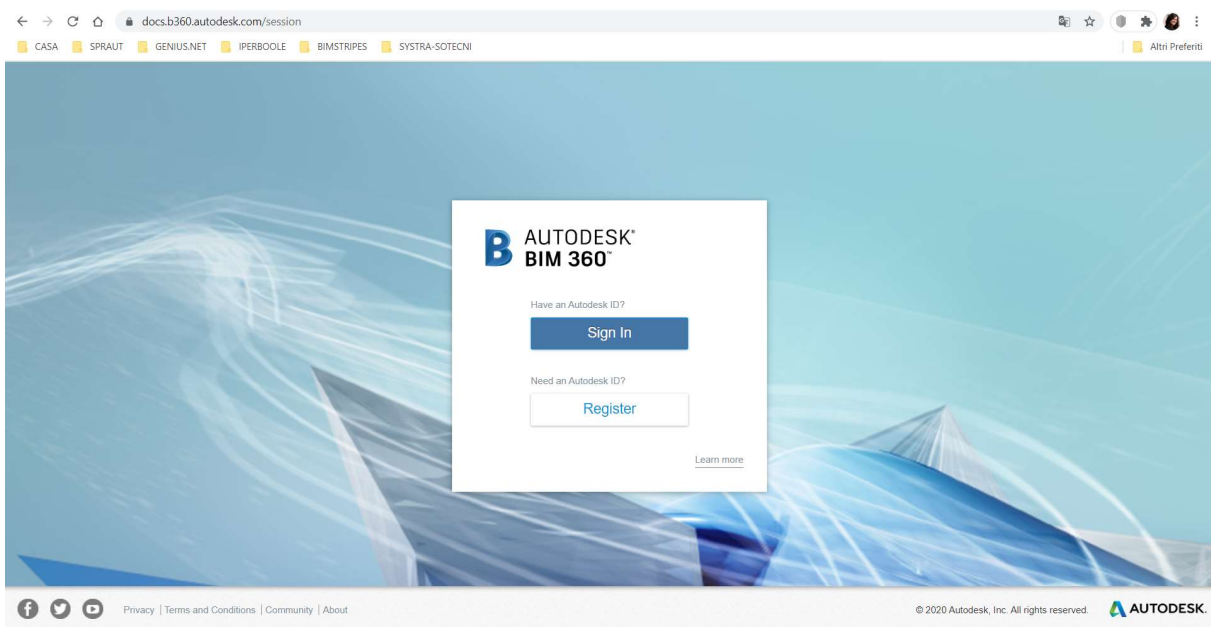 docs.b360.autodesk.com/session
CASA SPRAUT GENIUS.NET IPERBOOLE BIMSTRIPES SYSTRA-SOTECNI Altri Preferiti
B AUTODESK®
BIM 360™
Have an Autodesk ID?
Sign In
Need an Autodesk ID?
Register
Learn more
Privacy | Terms and Conditions | Community | About © 2020 Autodesk, Inc. All rights reserved. AUTODESK.